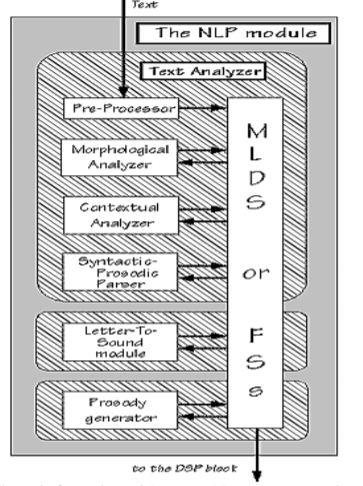 Text
The NLP module
Text Analyzer
Pre-Processor
Morphological
Analyzer
Contextual
Analyzer
Syntactic-
Prosodic
Parser
Letter-To-
Sound
module
Prosody
generator
M
L
D
S
or
F
S
s
to the DSP block